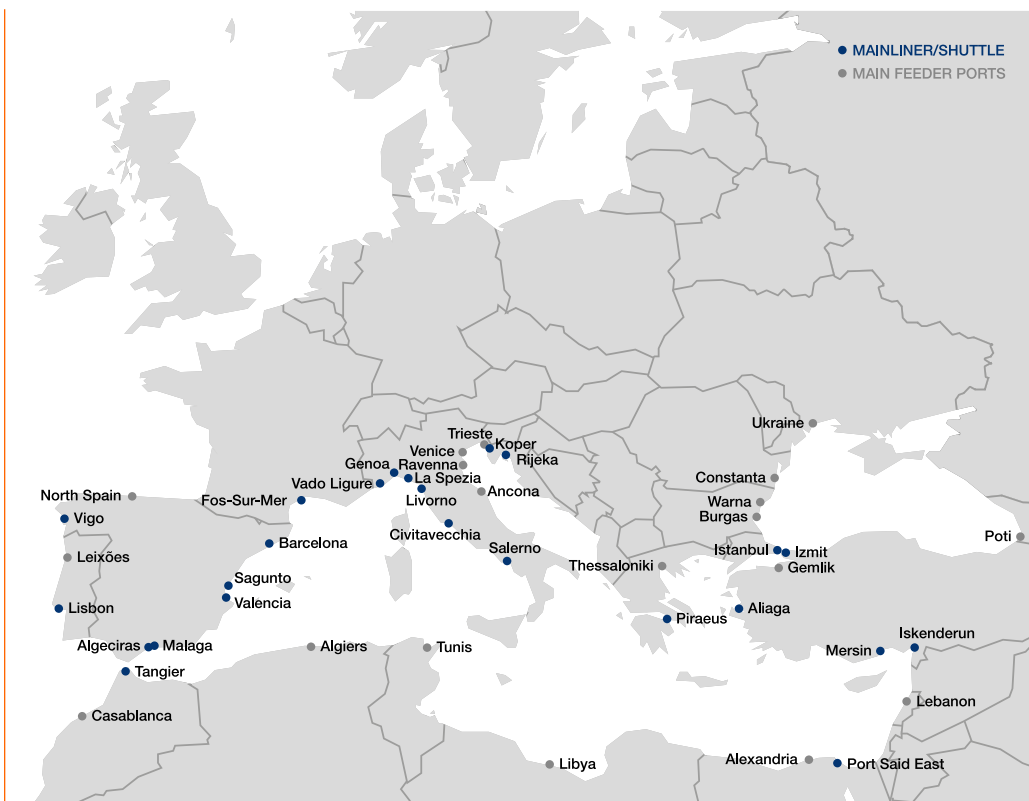 MAINLINER/SHUTTLE
MAIN FEEDER PORTS
Ukraine
Trieste
Koper
Venice
Rijeka
Genoa
Ravenna
La Spezia
Constanta
Vado Ligure
Ancona
North Spain
Fos-Sur-Mer
Livorno
Warna
Vigo
Burgas
Civitavecchia
Poti
Barcelona
Salerno
Istanbul
Izmit
Leixões
Thessaloniki
Gemlik
Sagunto
Valencia
Lisbon
Aliaga
Piraeus
Iskenderun
Algeciras
Malaga
Algiers
Tunis
Mersin
Tangier
Lebanon
Casablanca
Alexandria
Libya
Port Said East